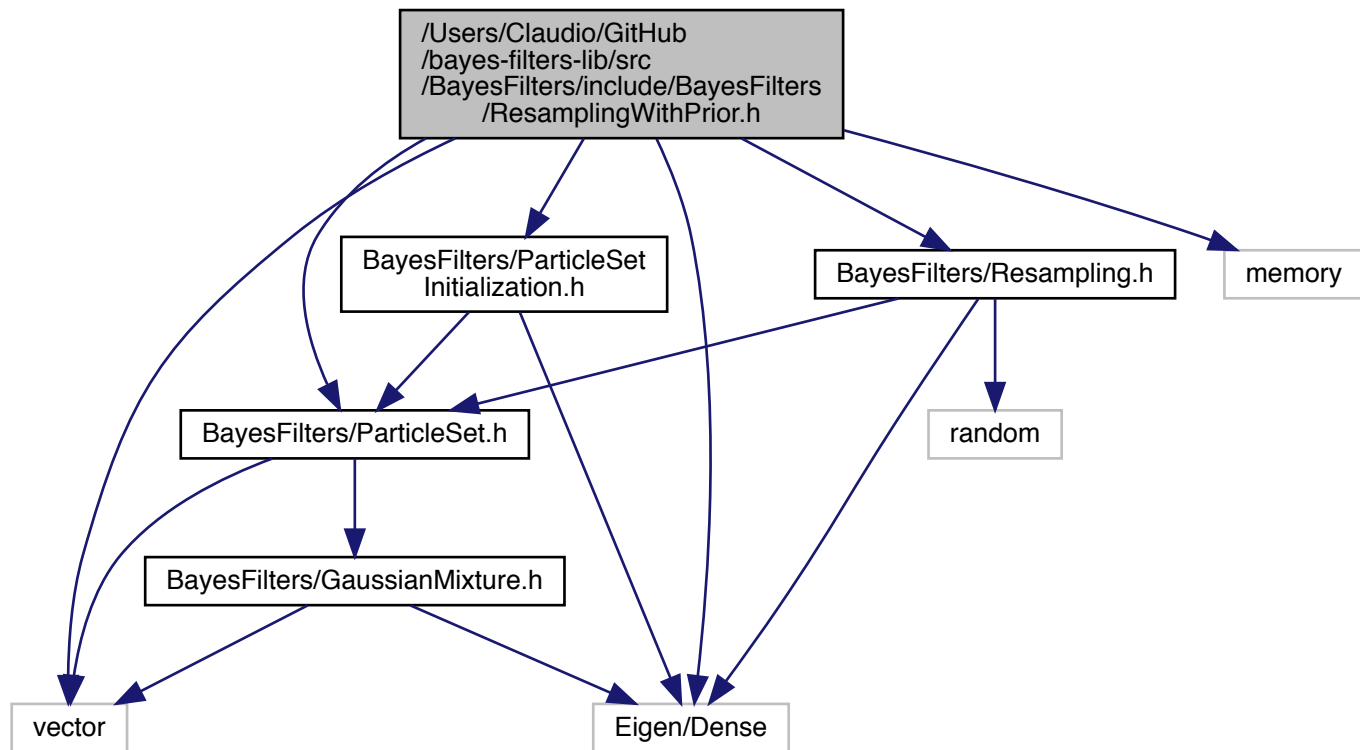 /Users/Claudio/GitHub
/bayes-filters-lib/src
/BayesFilters/include/BayesFilters
/ResamplingWithPrior.h
BayesFilters/ParticleSet
Initialization.h
BayesFilters/Resampling.h
memory
BayesFilters/ParticleSet.h
random
BayesFilters/GaussianMixture.h
vector
Eigen/Dense